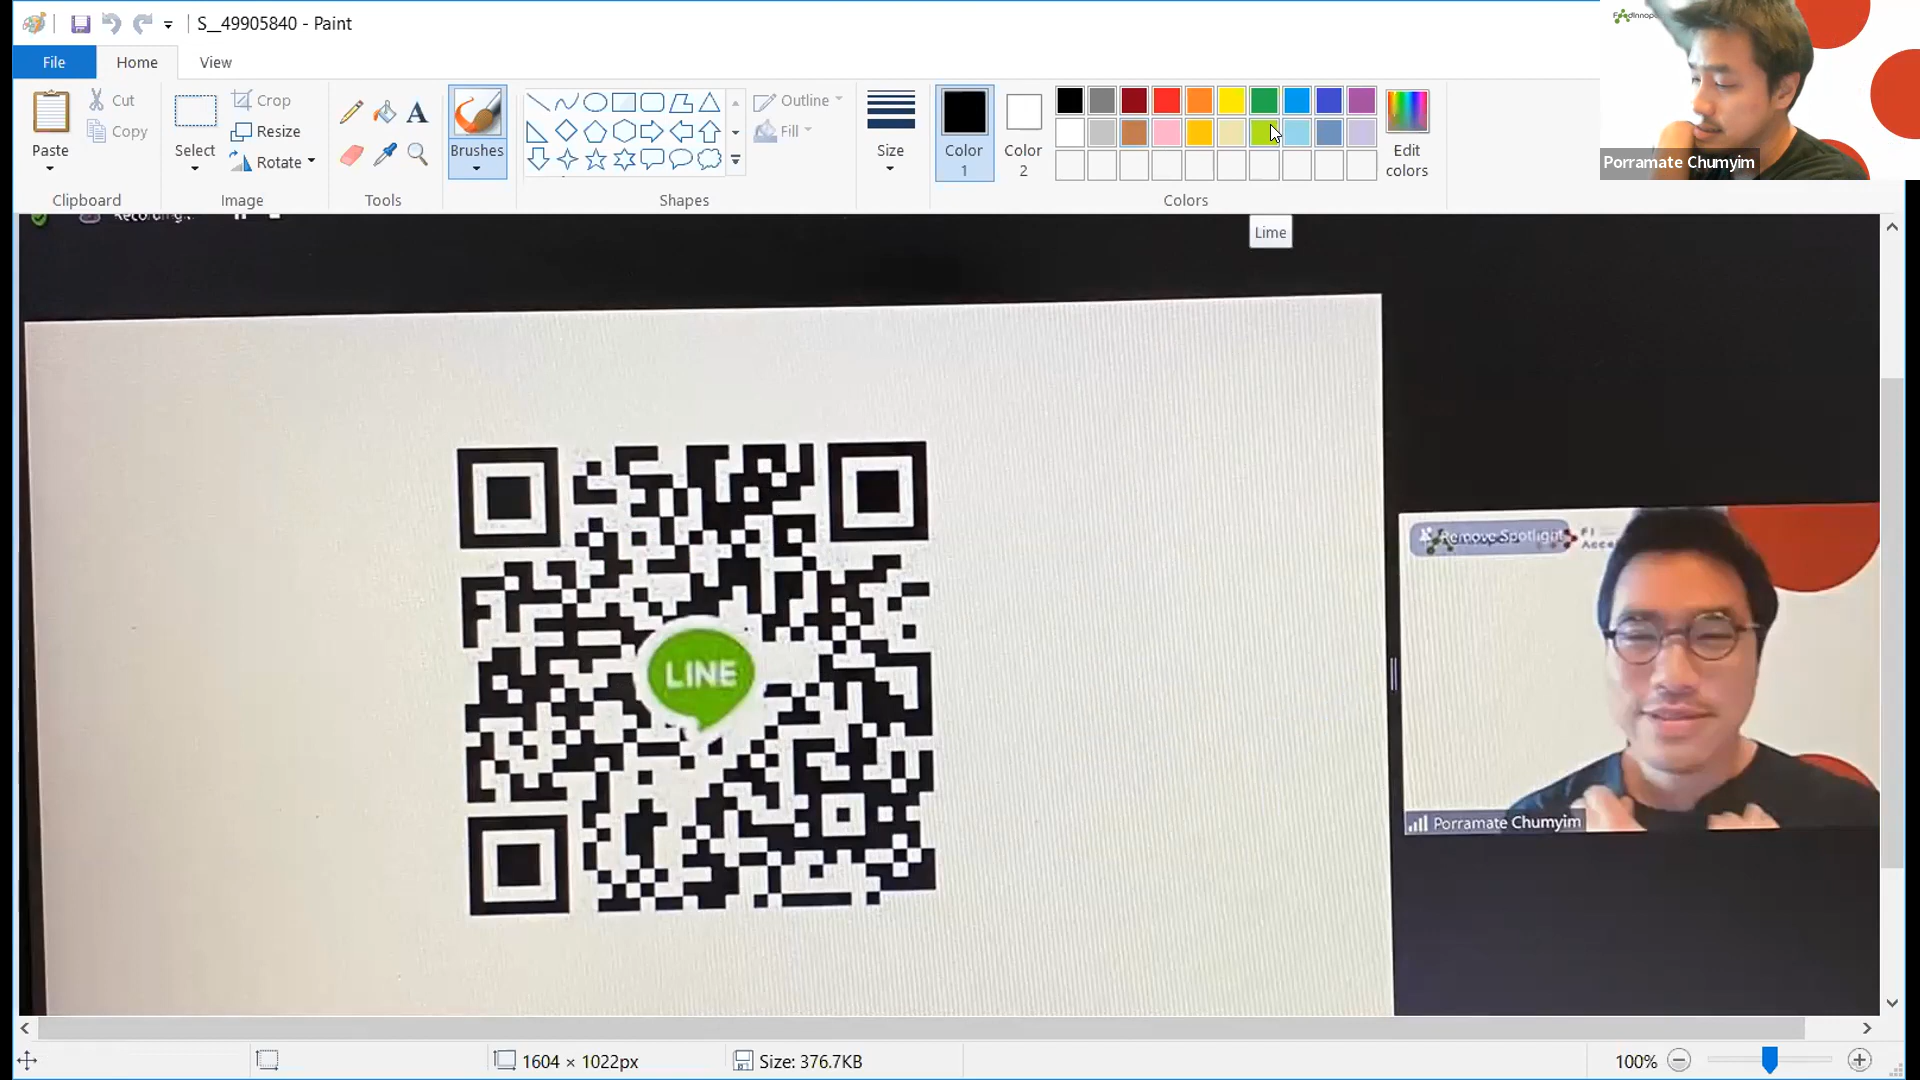 S__49905840 - Paint
File
Home
View
Paste
Cut
Copy
Clipboard
Select
Crop
Resize
Rotate
Image
Tools
Brushes
Outline
Fill
Shapes
Size
Color
1
Color
2
Edit
colors
Colors
Lime
Porramate Chumyim
Recording...
LINE
Remove Spotlight
Porramate Chumyim
1604 × 1022px
Size: 376.7KB
100%